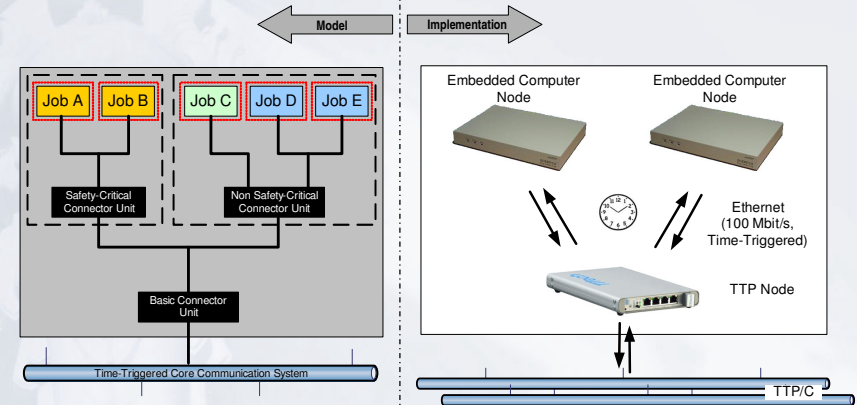 Model
Implementation
Job A
Job B
Job C
Job D
Job E
Safety-Critical
Connector Unit
Non Safety-Critical
Connector Unit
Basic Connector
Unit
Time-Triggered Core Communication System
Embedded Computer
Node
Embedded Computer
Node
Ethernet
(100 Mbit/s,
Time-Triggered)
TTP Node
TTP/C